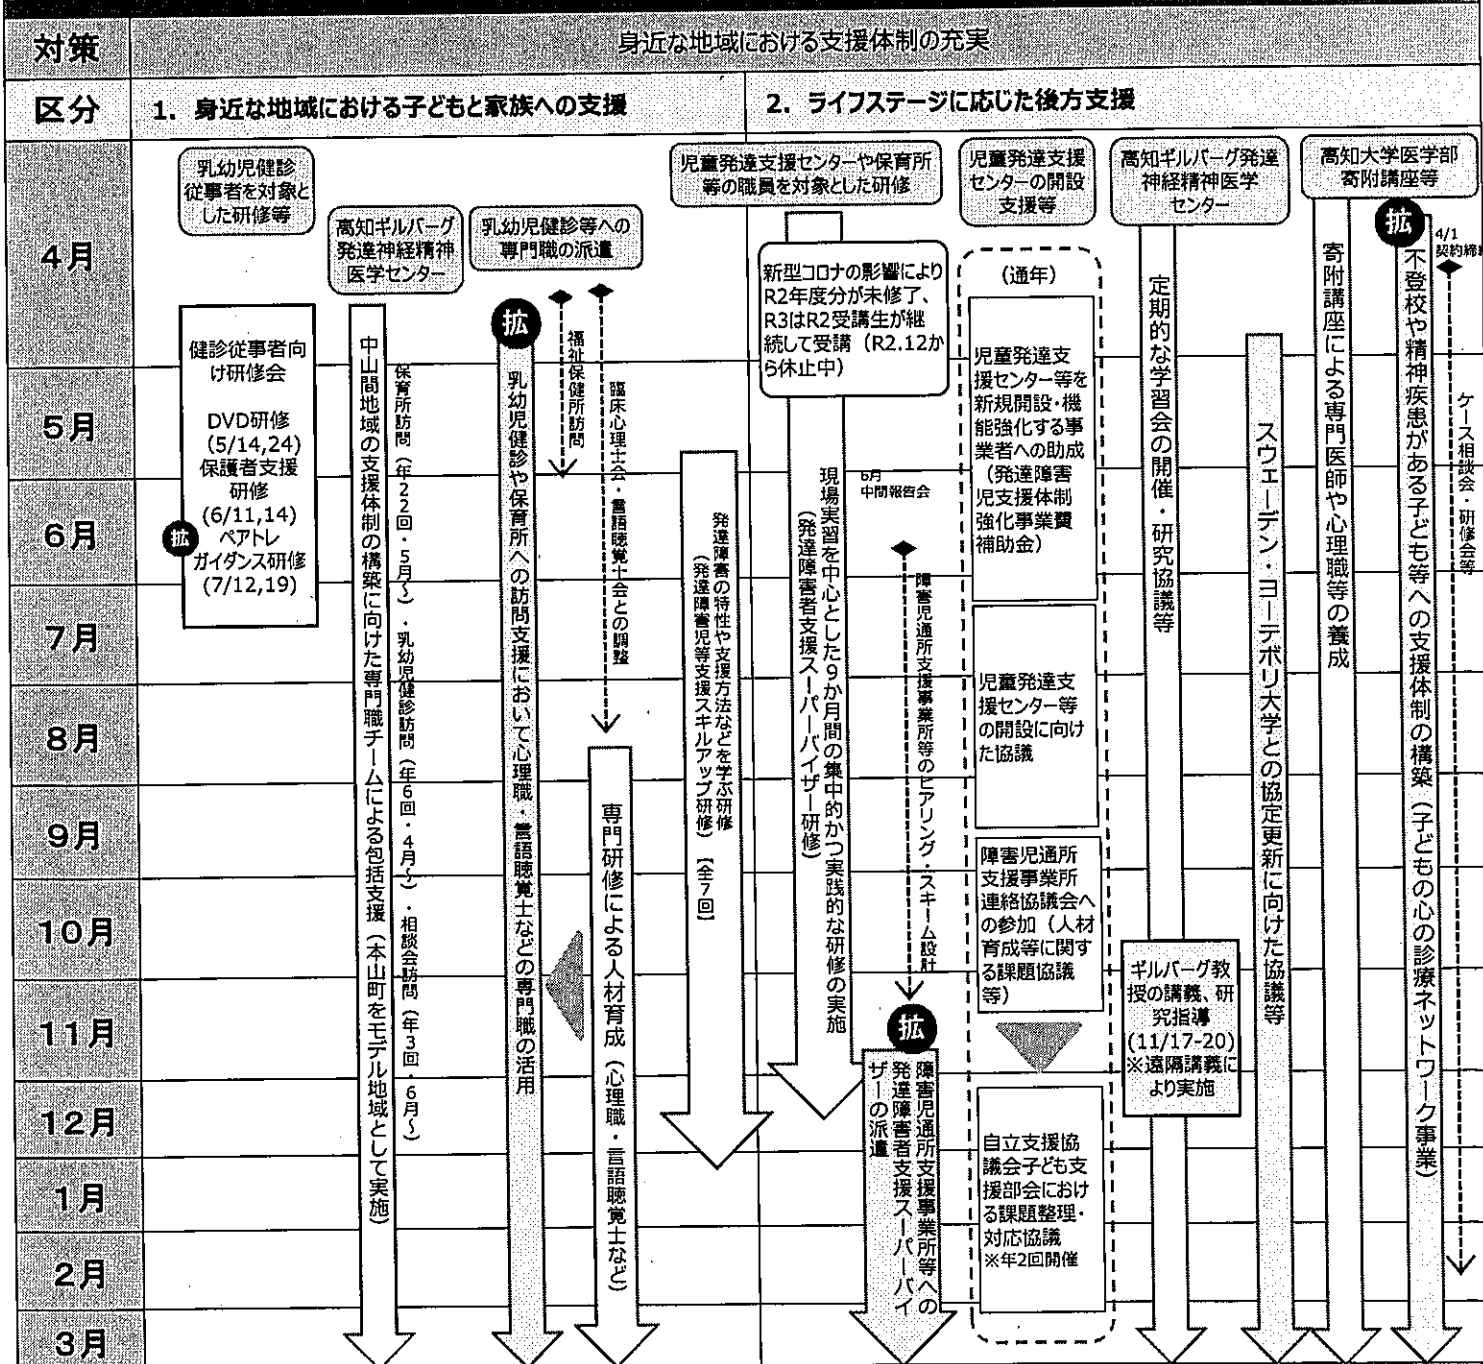 対策
身近な地域における支援体制の充実
区分
1. 身近な地域における子どもと家族への支援
2. ライフステージに応じた後方支援
4月
5月
6月
7月
8月
9月
10月
11月
12月
1月
2月
3月
乳幼児健診
従事者を対象と
した研修等
健診従事者向
け研修会
DVD研修
(5/14,24)
保護者支援
研修
(6/11,14)
拡
ペアトレ
ガイダンス研修
(7/12,19)
高知ギルバーグ
発達神経精神
医学センター
中山間地域の支援体制の構築に向けた専門職チームによる包括支援（本山町をモデル地域として実施）
保育所訪問（年22回・5月～）・乳幼児健診訪問（年6回・4月～）・相談会訪問（年3回・6月～）
乳幼児健診等への
専門職の派遣
拡
乳幼児健診や保育所への訪問支援において心理職・言語聴覚士などの専門職の活用
福祉保健所訪問
臨床心理士会・言語聴覚士会との調整
専門研修による人材育成（心理職・言語聴覚士など）
児童発達支援センターや保育所
等の職員を対象とした研修
発達障害の特性や支援方法などを学ぶ研修
（発達障害児等支援スキルアップ研修）【全7回】
新型コロナの影響により
R2年度分が未修了、
R3はR2受講生が継
続して受講（R2.12か
ら休止中）
現場実習を中心とした9か月間の集中的かつ実践的な研修の実施
（発達障害者支援スーパーバイザー研修）
6月
中間報告会
障害児通所支援事業所等のヒアリング・スキーム設計
拡
障害児通所支援事業所等への
発達障害者支援スーパーバイ
ザーの派遣
児童発達支援
センターの開設
支援等
（通年）
児童発達支
援センター等を
新規開設・機
能強化する事
業者への助成
（発達障害
児支援体制
強化事業費
補助金）
児童発達支
援センター等
の開設に向け
た協議
障害児通所
支援事業所
連絡協議会へ
の参加（人材
育成等に関す
る課題協議
等）
自立支援協
議会子ども支
援部会におけ
る課題整理・
対応協議
※年2回開催
高知ギルバーグ発達
神経精神医学
センター
定期的な学習会の開催・研究協議等
ギルバーグ教
授の講義、研
究指導
(11/17-20)
※遠隔講義に
より実施
スウェーデン・ヨーテボリ大学との協定更新に向けた協議等
高知大学医学部
寄附講座等
寄附講座による専門医師や心理職等の養成
拡
不登校や精神疾患がある子ども等への支援体制の構築（子どもの心の診療ネットワーク事業）
4/1
契約締
ケース相談会・研修会等